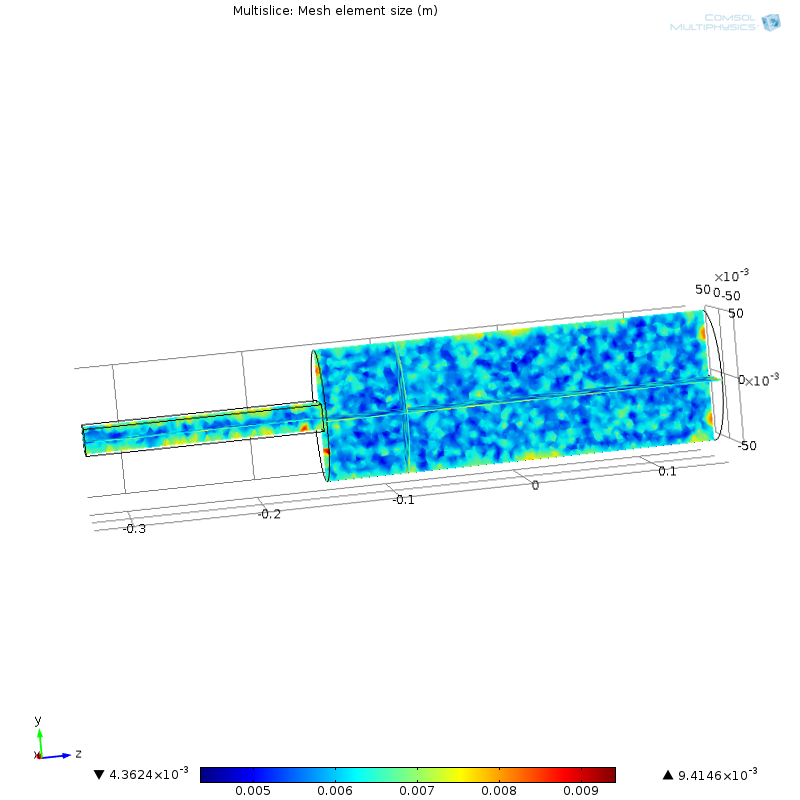 Multislice: Mesh element size (m)
COMSOL
MULTIPHYSICS
×10⁻³
50 0 -50
50
0 ×10⁻³
-50
0.1
0
-0.1
-0.2
-0.3
y
x z
▼ 4.3624×10⁻³
▲ 9.4146×10⁻³
0.005 0.006 0.007 0.008 0.009